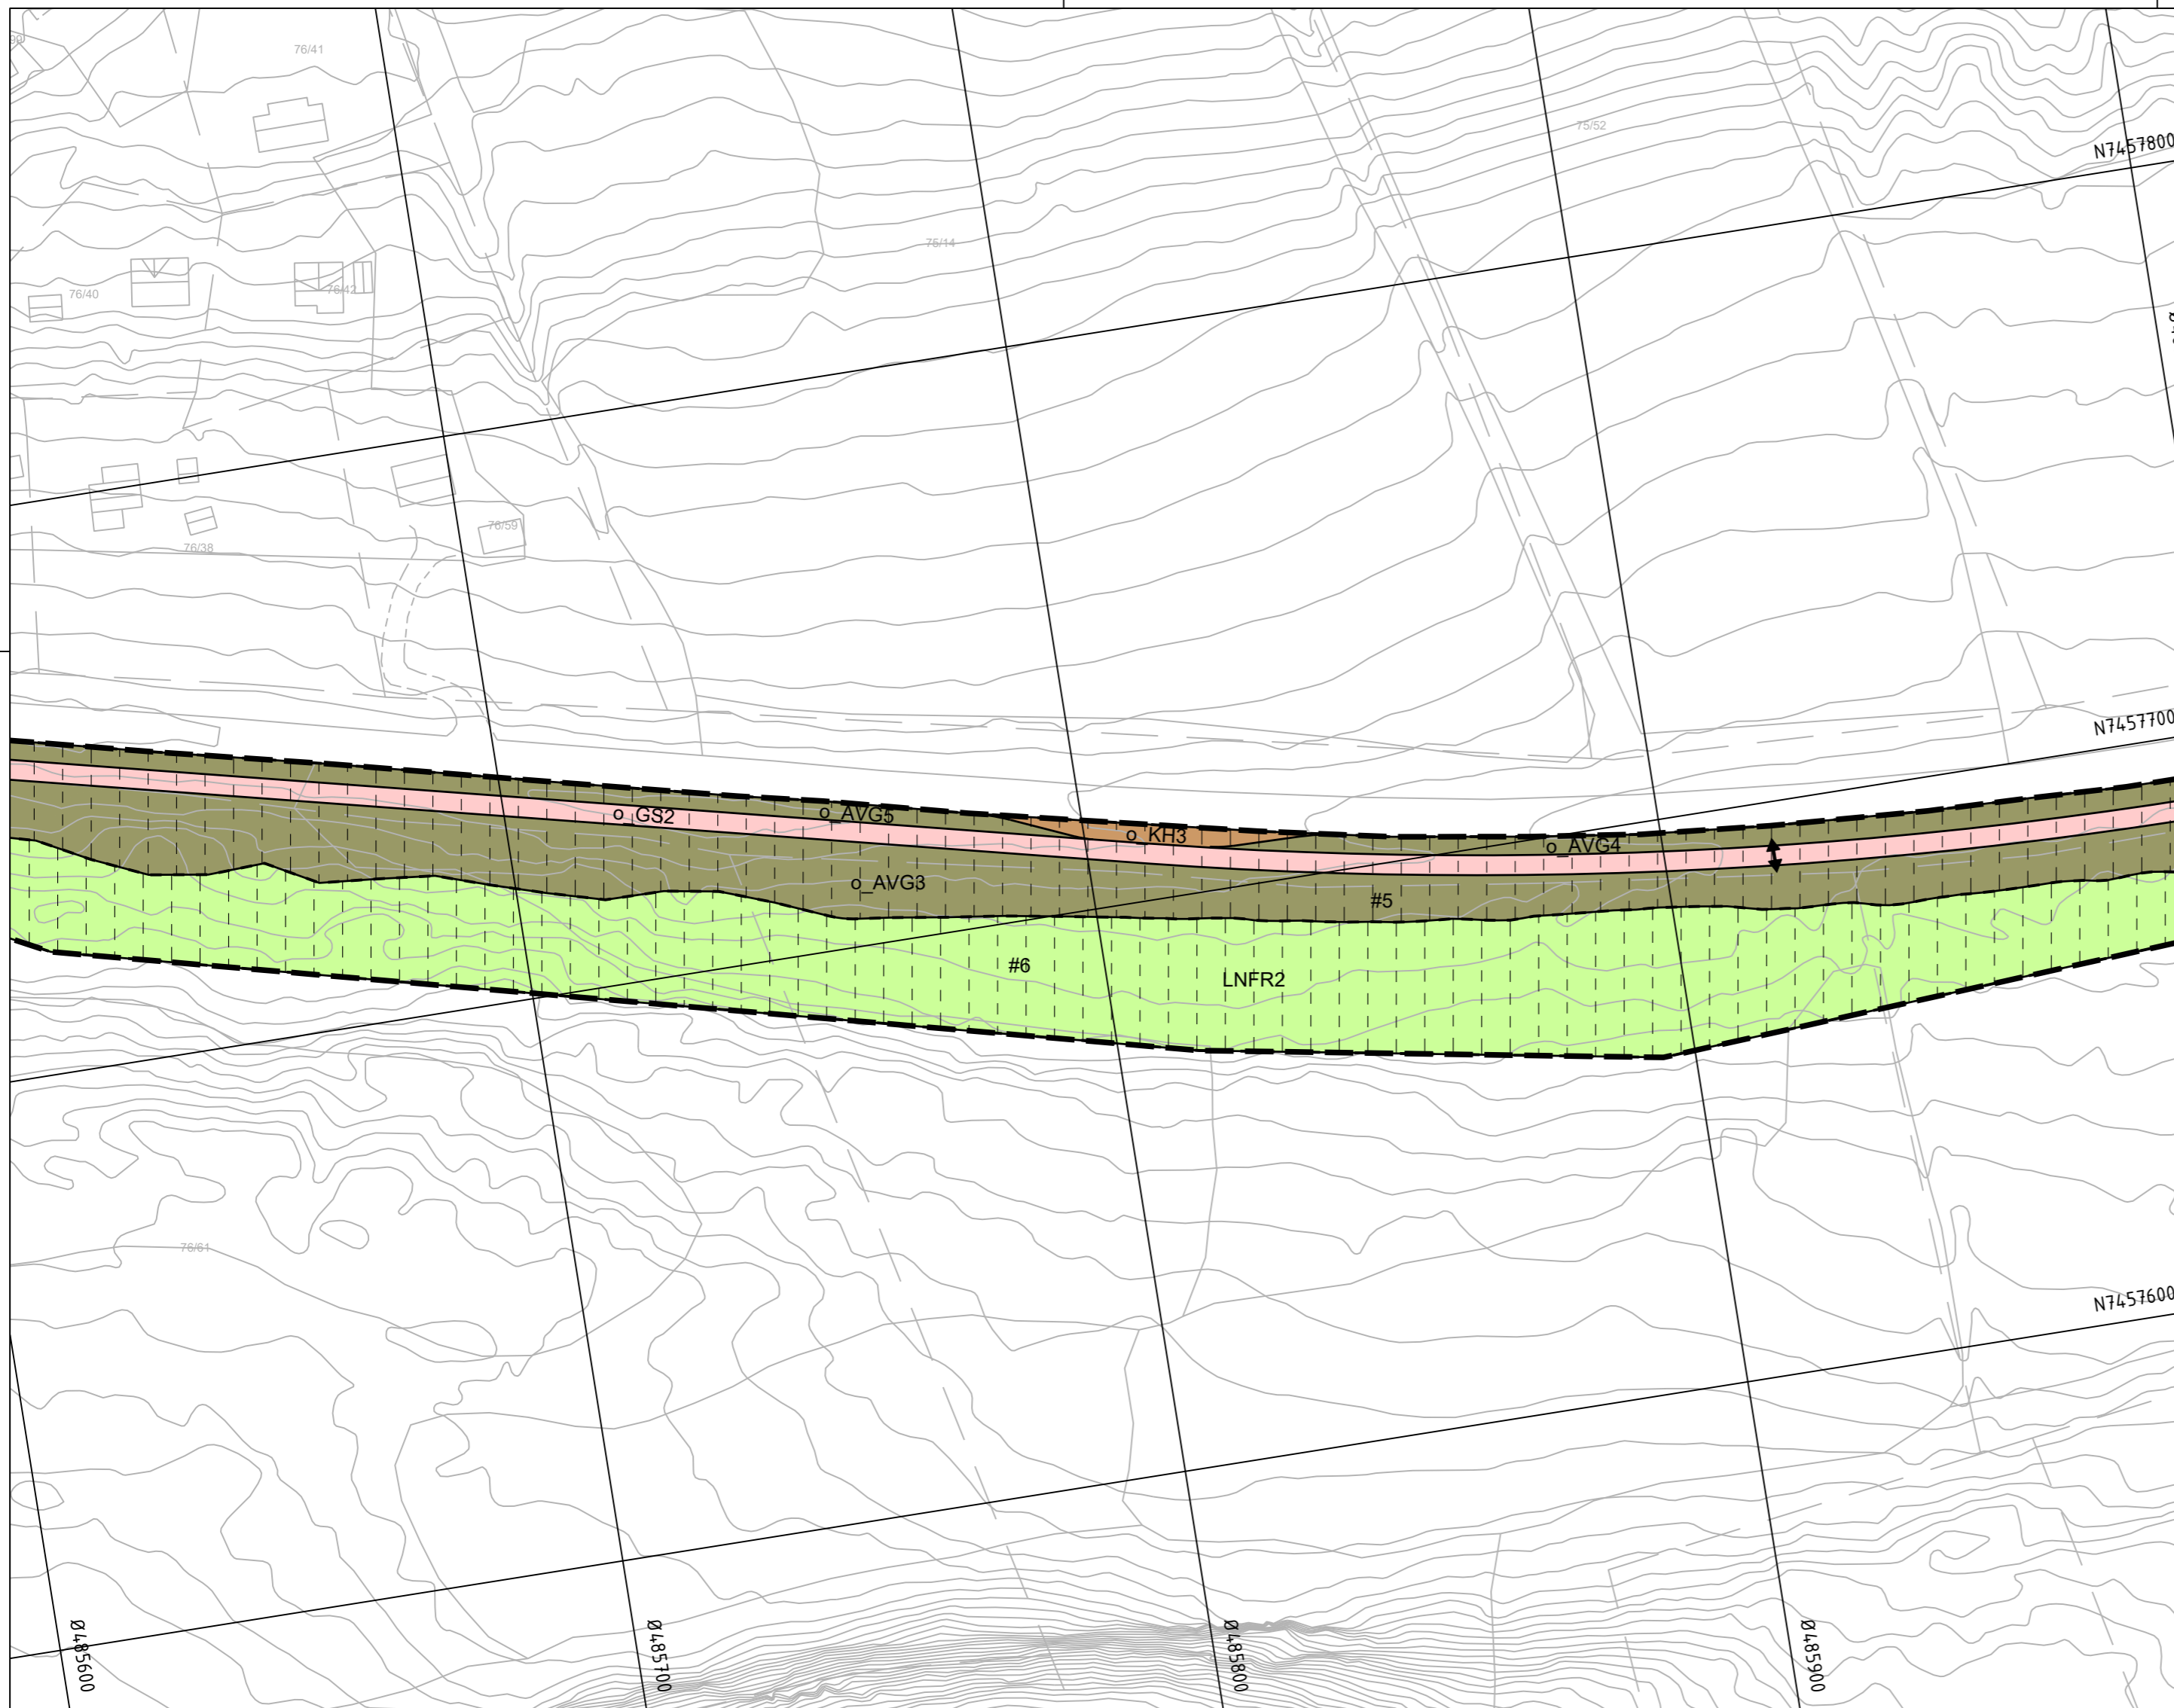 76/41
75/52
N7457800
75/14
76/40
76/42
76/59
76/38
N7457700
o_GS2
o_AVG5
o_KH3
o_AVG4
o_AVG3
#5
#6
LNFR2
76/61
N7457600
Ø485600
Ø485700
Ø485800
Ø485900